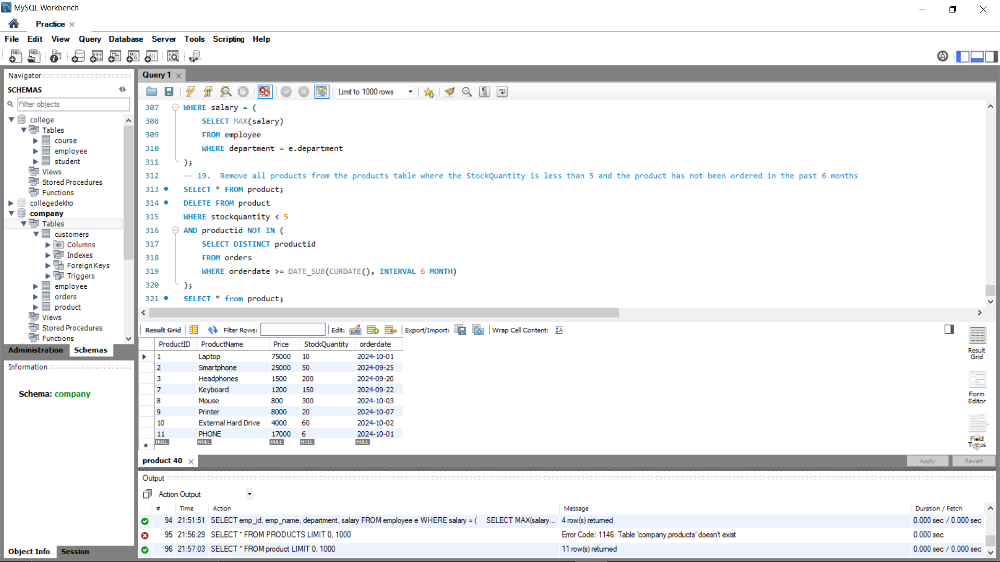 MySQL Workbench
Practice
File Edit View Query Database Server Tools Scripting Help
Navigator
SCHEMAS
Filter objects
college
Tables
course
employee
student
Views
Stored Procedures
Functions
collegedekho
company
Tables
customers
Columns
Indexes
Foreign Keys
Triggers
employee
orders
product
Views
Stored Procedures
Functions
Administration Schemas
Information
Schema: company
Object Info Session
Query 1
Limit to 1000 rows
307 WHERE salary = (
308 SELECT MAX(salary)
309 FROM employee
310 WHERE department = e.department
311 );
312 -- 19. Remove all products from the products table where the StockQuantity is less than 5 and the product has not been ordered in the past 6 months
313 SELECT * FROM product;
314 DELETE FROM product
315 WHERE stockquantity < 5
316 AND productid NOT IN (
317 SELECT DISTINCT productid
318 FROM orders
319 WHERE orderdate >= DATE_SUB(CURDATE(), INTERVAL 6 MONTH)
320 );
321 SELECT * from product;
Result Grid Filter Rows: Edit: Export/Import: Wrap Cell Content:
ProductID ProductName Price StockQuantity orderdate
1 Laptop 75000 10 2024-10-01
2 Smartphone 25000 50 2024-09-25
3 Headphones 1500 200 2024-09-20
7 Keyboard 1200 150 2024-09-22
8 Mouse 800 300 2024-10-03
9 Printer 8000 20 2024-10-07
10 External Hard Drive 4000 60 2024-10-02
11 PHONE 17000 6 2024-10-01
NULL NULL NULL NULL NULL
Result
Grid
Form
Editor
Field
Types
product 40
Apply Revert
Output
Action Output
# Time Action Message Duration / Fetch
94 21:51:51 SELECT emp_id, emp_name, department, salary FROM employee e WHERE salary = ( SELECT MAX(salary... 4 row(s) returned 0.000 sec / 0.000 sec
95 21:56:29 SELECT * FROM PRODUCTS LIMIT 0, 1000 Error Code: 1146. Table 'company.products' doesn't exist 0.000 sec
96 21:57:03 SELECT * FROM product LIMIT 0, 1000 11 row(s) returned 0.000 sec / 0.000 sec